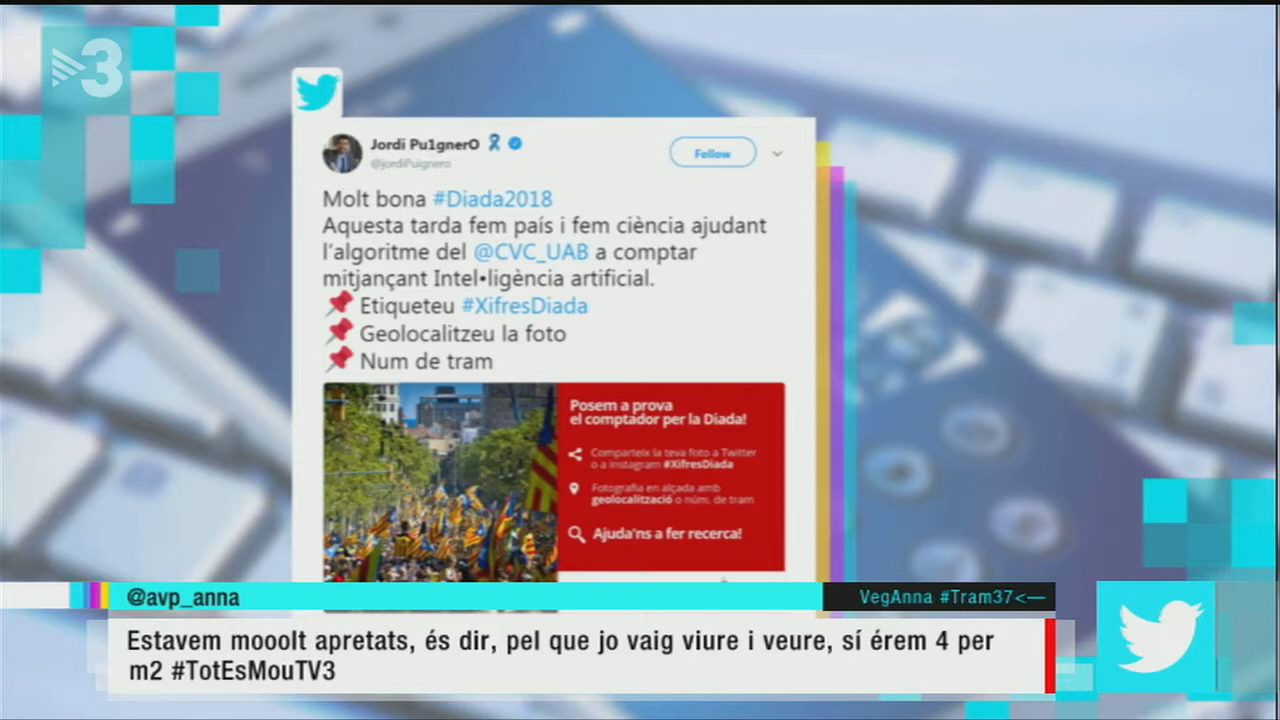 3
Jordi Pu1gnerO
@jordiPuignero
Follow
Molt bona #Diada2018
Aquesta tarda fem país i fem ciència ajudant
l'algoritme del @CVC_UAB a comptar
mitjançant Intel•ligència artificial.
Etiqueteu #XifresDiada
Geolocalitzeu la foto
Num de tram
Posem a prova
el comptador per la Diada!
Comparteix la teva foto a Twitter
o a Instagram #XifresDiada
Fotografia en alçada amb
geolocalització o núm. de tram
Ajuda'ns a fer recerca!
@avp_anna
VegAnna #Tram37<—
Estavem mooolt apretats, és dir, pel que jo vaig viure i veure, sí érem 4 per
m2 #TotEsMouTV3